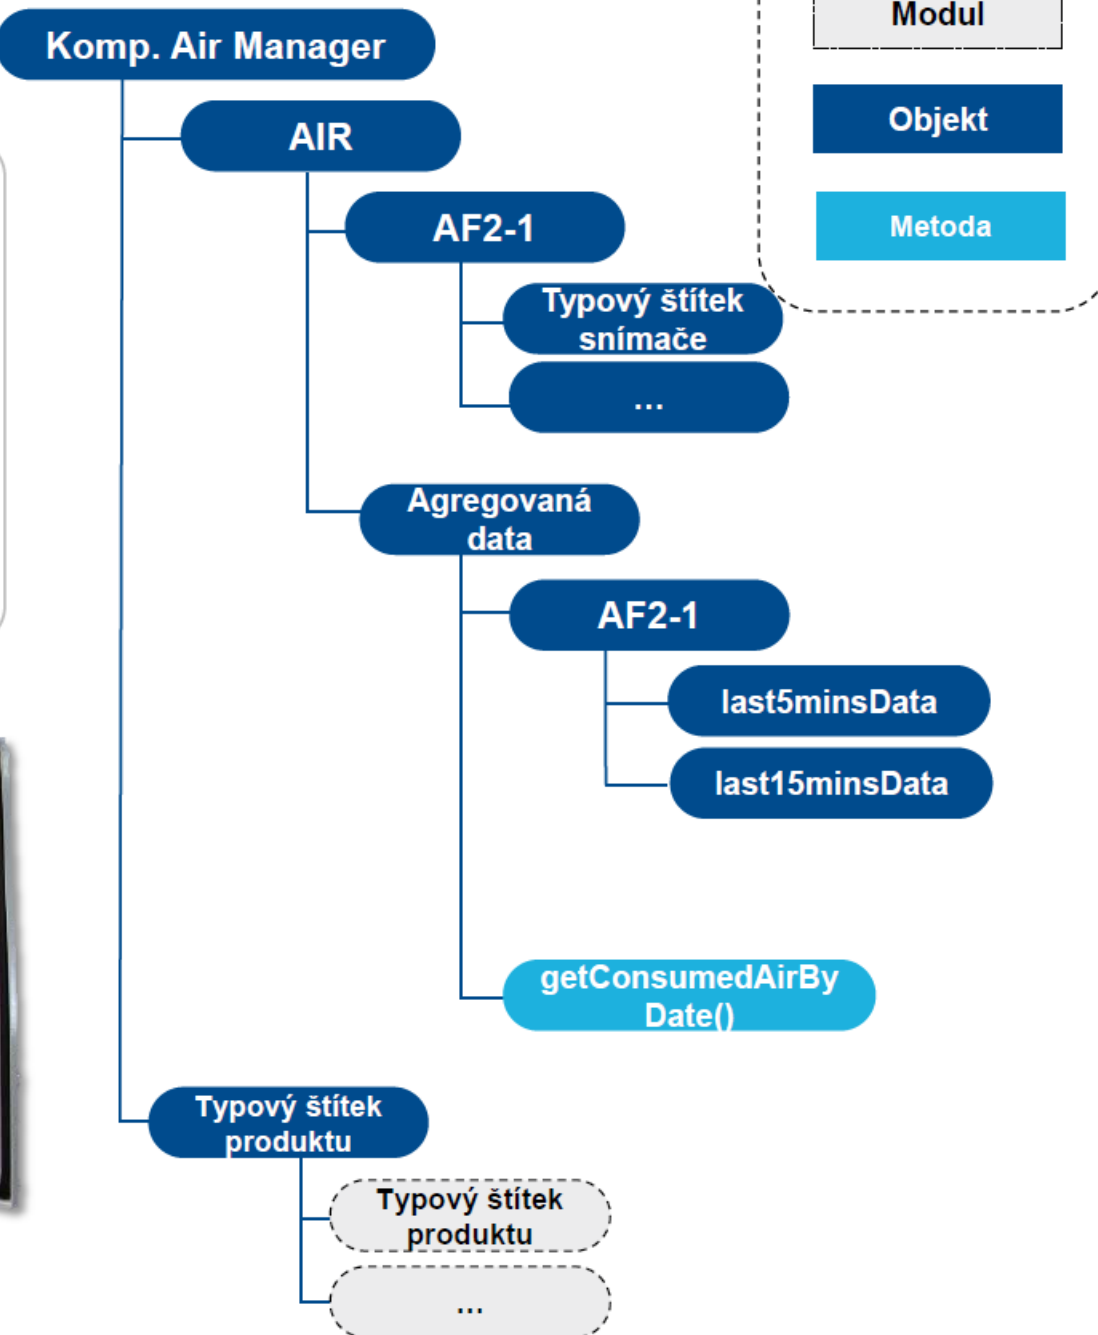 Modul
Komp. Air Manager
Objekt
AIR
Metoda
AF2-1
Typový štítek
snímače
...
Agregovaná
data
AF2-1
last5minsData
last15minsData
getConsumedAirBy
Date()
Typový štítek
produktu
Typový štítek
produktu
...